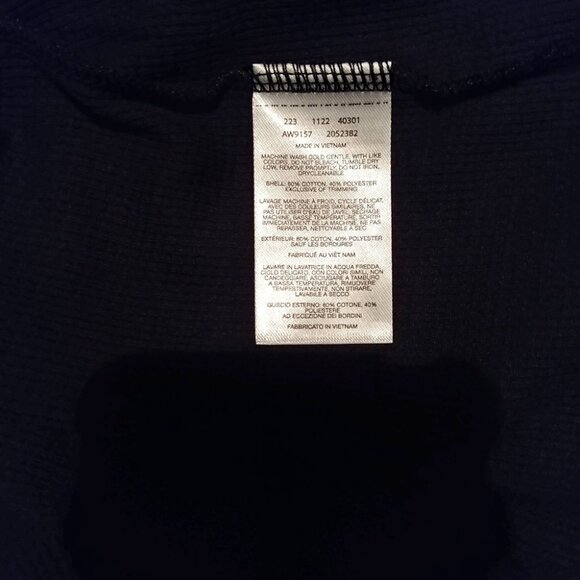 223 1122 40301
AW9157 2052382
MADE IN VIETNAM
MACHINE WASH COLD GENTLE, WITH LIKE
COLORS, DO NOT BLEACH, TUMBLE DRY
LOW, REMOVE PROMPTLY, DO NOT IRON,
DRYCLEANABLE
SHELL: 60% COTTON, 40% POLYESTER
EXCLUSIVE OF TRIMMING
LAVAGE MACHINE A FROID, CYCLE DÉLICAT,
AVEC DES COULEURS SIMILAIRES, NE
PAS UTILISER D'EAU DE JAVEL, SÉCHAGE
MACHINE, BASSE TEMPÉRATURE, SORTIR
IMMÉDIATEMENT DE LA MACHINE, NE PAS
REPASSER, NETTOYABLE A SEC
EXTÉRIEUR: 60% COTON, 40% POLYESTER
SAUF LES BORDURES
FABRIQUÉ AU VIÊT NAM
LAVARE IN LAVATRICE IN ACQUA FREDDA,
CICLO DELICATO, CON COLORI SIMILI, NON
CANDEGGIARE, ASCIUGARE A TAMBURO
A BASSA TEMPERATURA, RIMUOVERE
TEMPESTIVAMENTE, NON STIRARE,
LAVABILE A SECCO
GUSCIO ESTERNO: 60% COTONE, 40%
POLIESTERE
AD ECCEZIONE DEI BORDINI
FABBRICATO IN VIETNAM